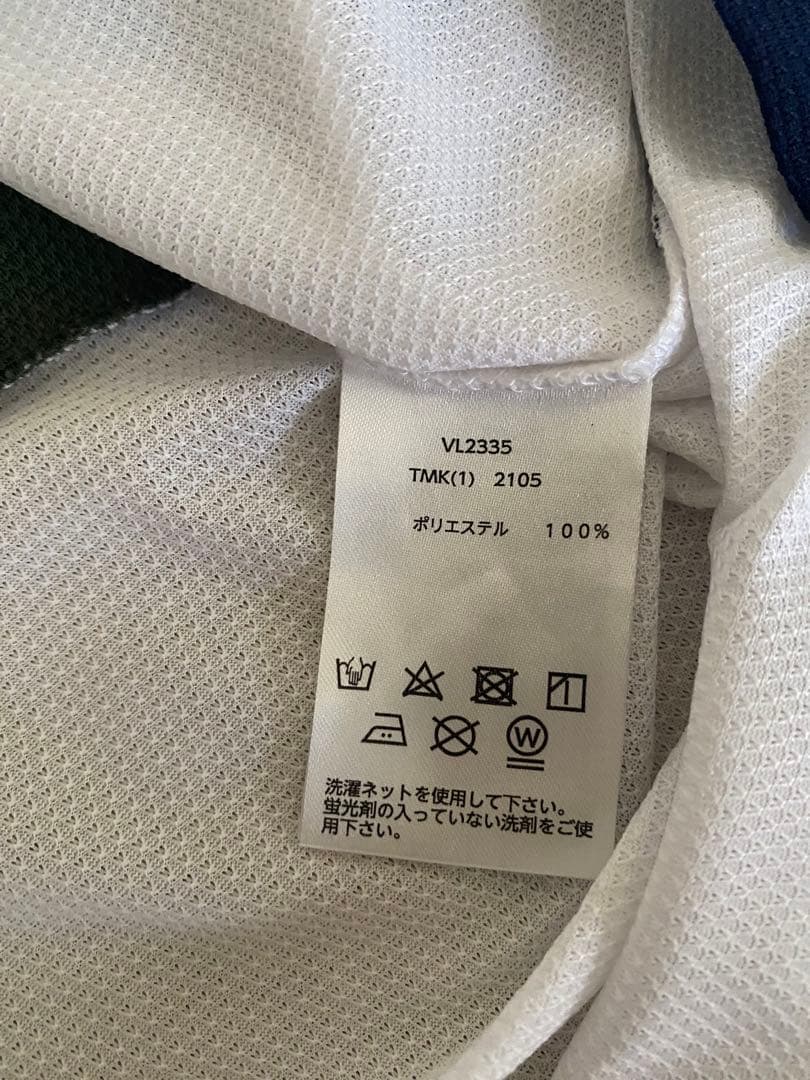 VL2335
TMK(1) 2105
ポリエステル 100%
W
洗濯ネットを使用して下さい。
蛍光剤の入っていない洗剤をご使
用下さい。